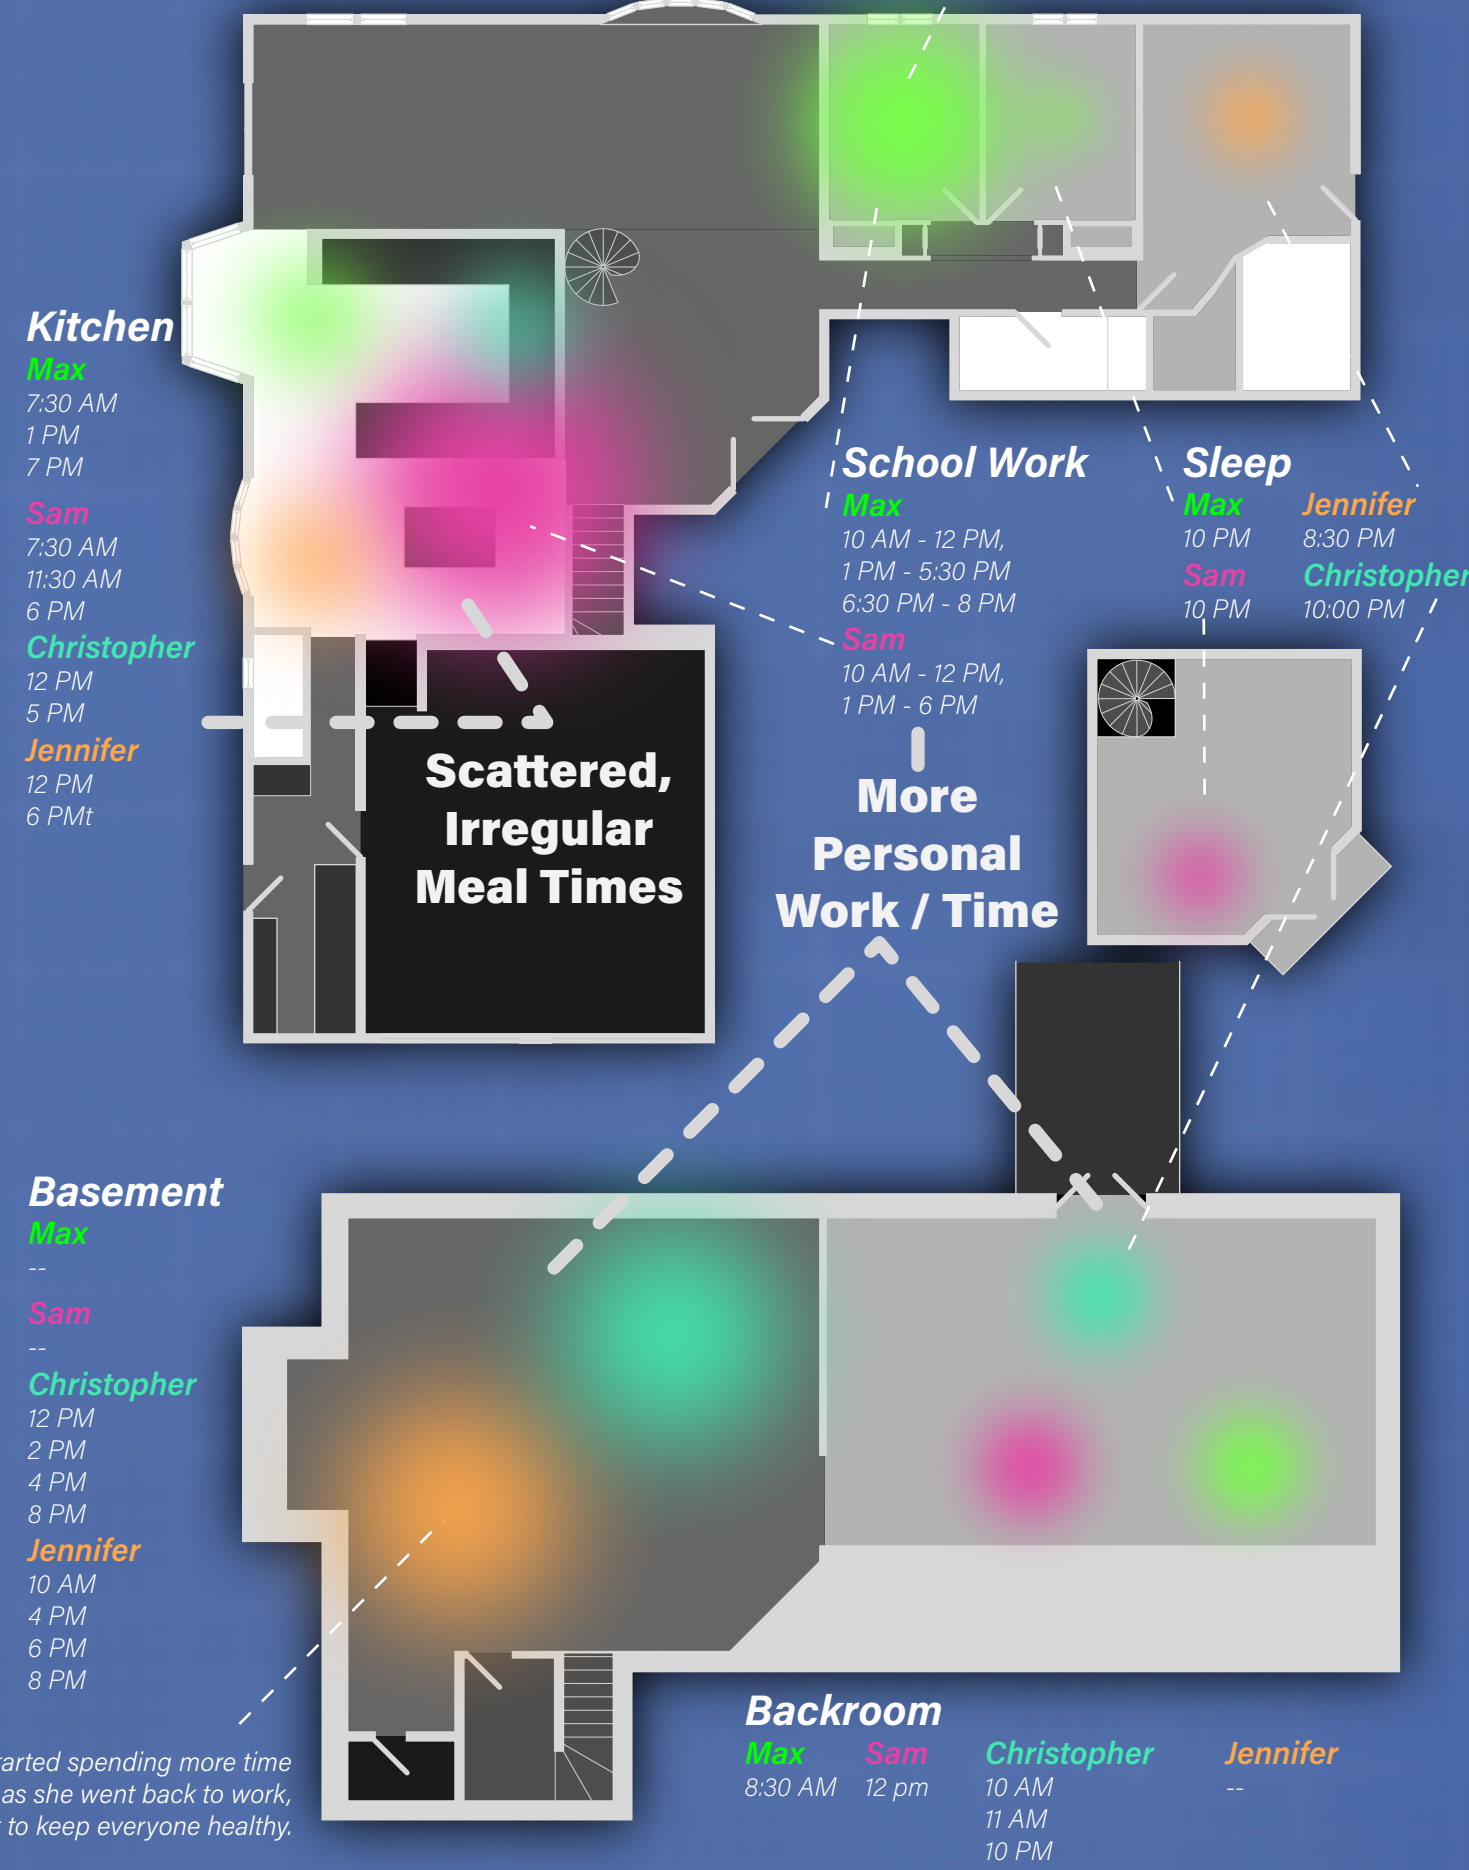 Kitchen
Max
7:30 AM
1 PM
7 PM
Sam
7:30 AM
11:30 AM
6 PM
Christopher
12 PM
5 PM
Jennifer
12 PM
6 PMt
Scattered,
Irregular
Meal Times
School Work
Max
10 AM - 12 PM,
1 PM - 5:30 PM
6:30 PM - 8 PM
Sam
10 AM - 12 PM,
1 PM - 6 PM
More
Personal
Work / Time
Sleep
Max
10 PM
Sam
10 PM
Jennifer
8:30 PM
Christopher
10:00 PM
Basement
Max
--
Sam
--
Christopher
12 PM
2 PM
4 PM
8 PM
Jennifer
10 AM
4 PM
6 PM
8 PM
spending more time
as she went back to work,
to keep everyone healthy.
Backroom
Max
8:30 AM
Sam
12 pm
Christopher
10 AM
11 AM
10 PM
Jennifer
--